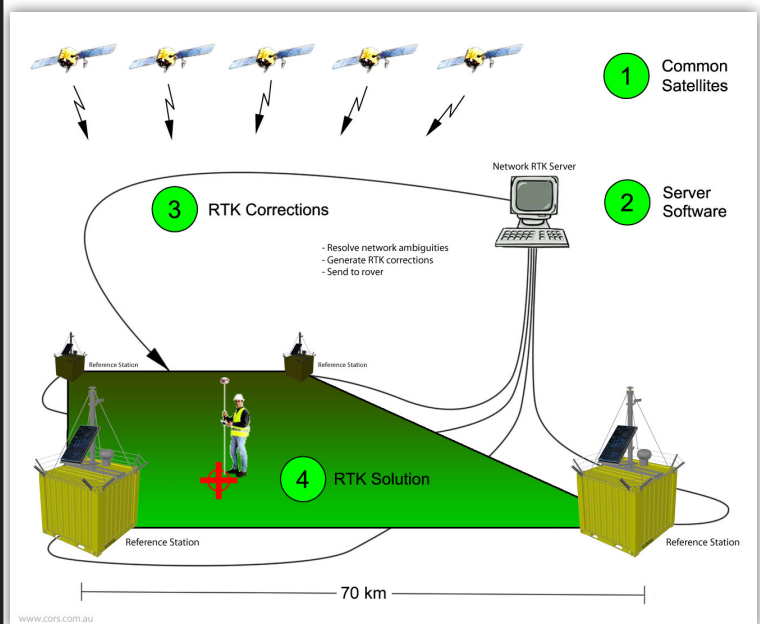 1
Common
Satellites
Network RTK Server
3
RTK Corrections
2
Server
Software
- Resolve network ambiguities
- Generate RTK corrections
- Send to rover
Reference Station
Reference Station
4
RTK Solution
Reference Station
Reference Station
70 km
www.cors.com.au